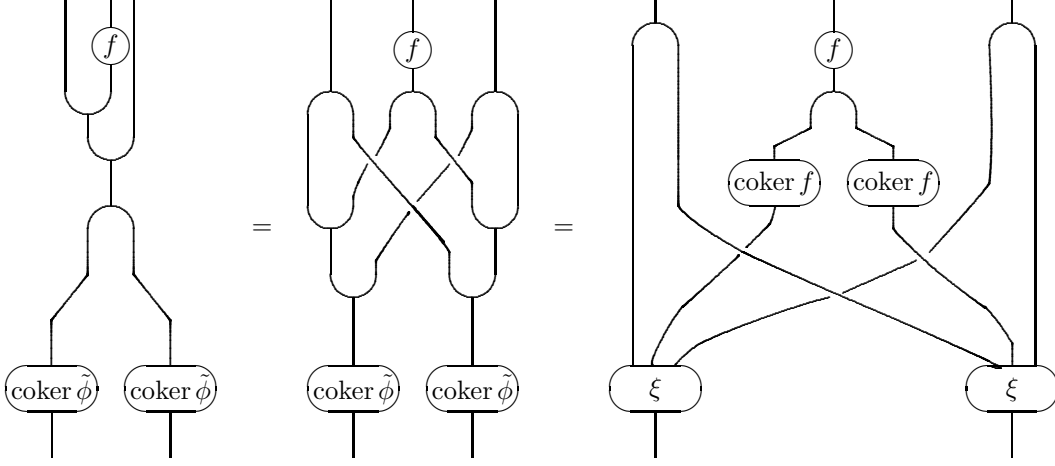 f f f
coker f coker f
= =
coker φ̃ coker φ̃ coker φ̃ coker φ̃ ξ ξ